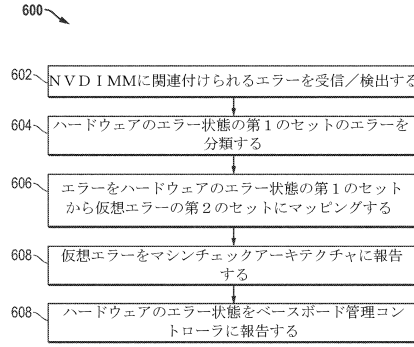 600
602
NVDIMMに関連付けられるエラーを受信/検出する
604
ハードウェアのエラー状態の第1のセットのエラーを
分類する
606
エラーをハードウェアのエラー状態の第1のセット
から仮想エラーの第2のセットにマッピングする
608
仮想エラーをマシンチェックアーキテクチャに報告
する
608
ハードウェアのエラー状態をベースボード管理コン
トローラに報告する